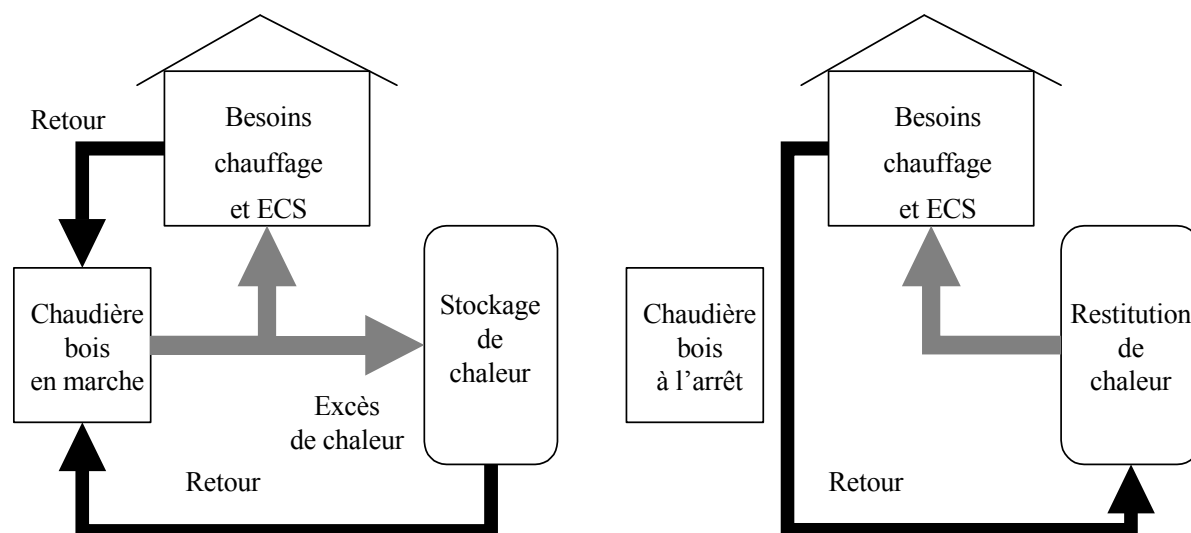 Retour
Besoins
chauffage
et ECS
Chaudière
bois
en marche
Stockage
de
chaleur
Excès
de chaleur
Retour
Besoins
chauffage
et ECS
Chaudière
bois
à l’arrêt
Restitution
de
chaleur
Retour